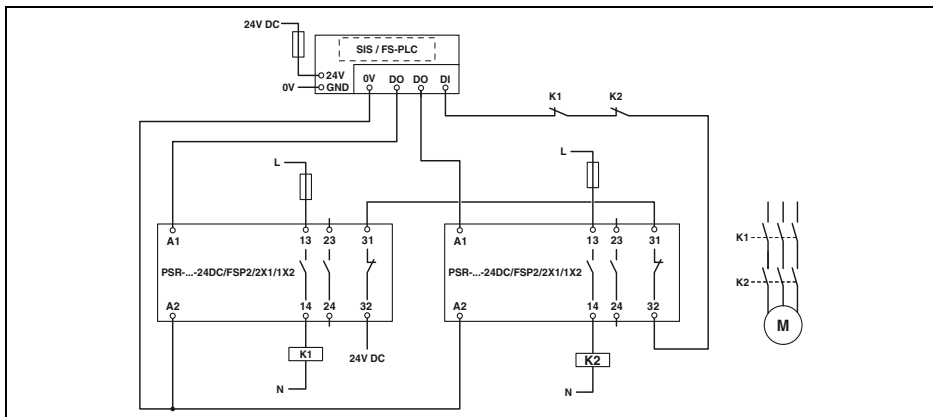 24V DC
SIS / FS-PLC
24V
0V GND
0V DO DO DI
K1 K2
L
L
A1 13 23 31
A1 13 23 31
PSR-...-24DC/FSP2/2X1/1X2
PSR-...-24DC/FSP2/2X1/1X2
A2 14 24 32
A2 14 24 32
K1
24V DC
N
K2
N
K1
K2
M